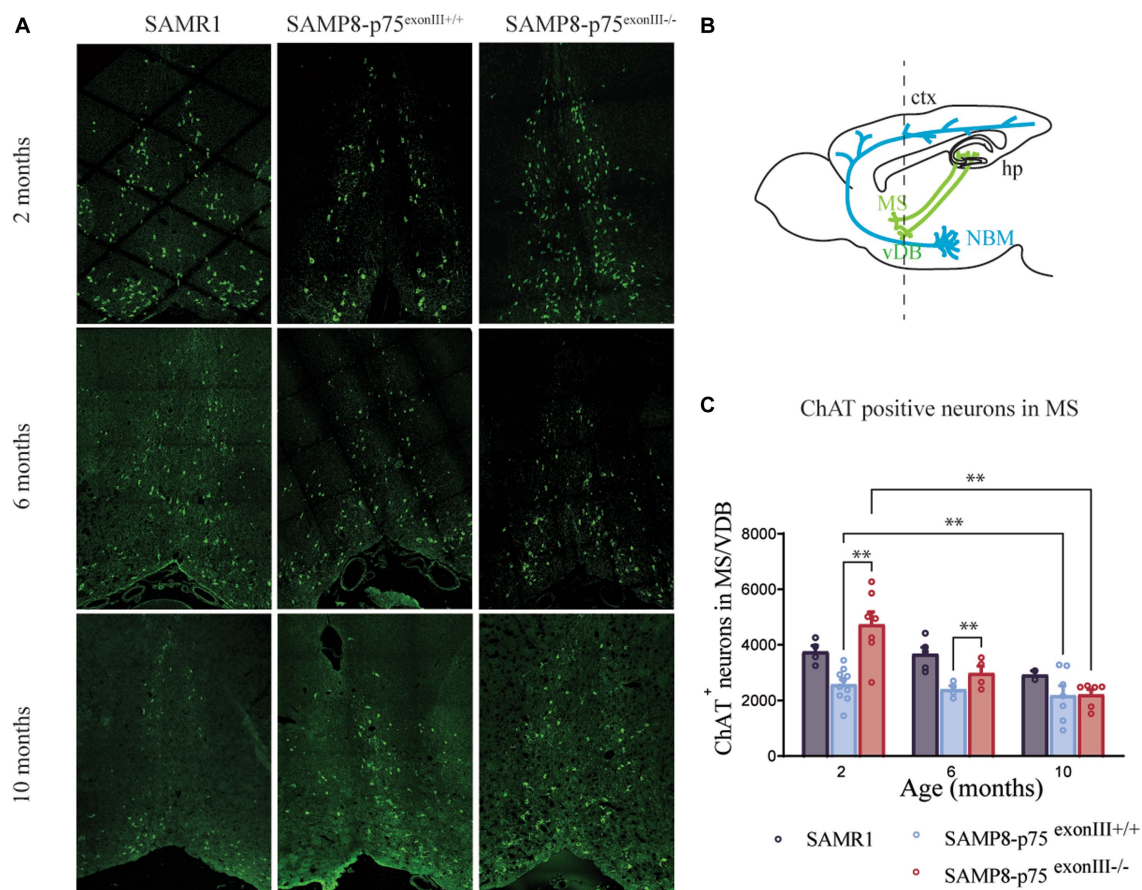 A
SAMR1
SAMP8-p75exonIII+/+
SAMP8-p75exonIII-/-
2 months
6 months
10 months
B
ctx
hp
MS
vDB
NBM
C
ChAT positive neurons in MS
ChAT+ neurons in MS/VDB
8000
6000
4000
2000
0
**
**
**
**
2
6
10
Age (months)
SAMR1
SAMP8-p75 exonIII+/+
SAMP8-p75 exonIII-/-